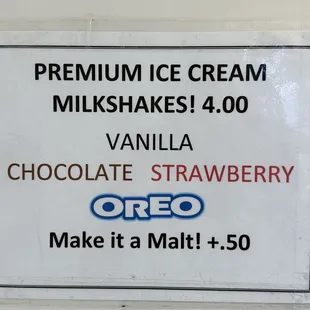 PREMIUM ICE CREAM
MILKSHAKES! 4.00
VANILLA
CHOCOLATE STRAWBERRY
OREO
Make it a Malt! +.50